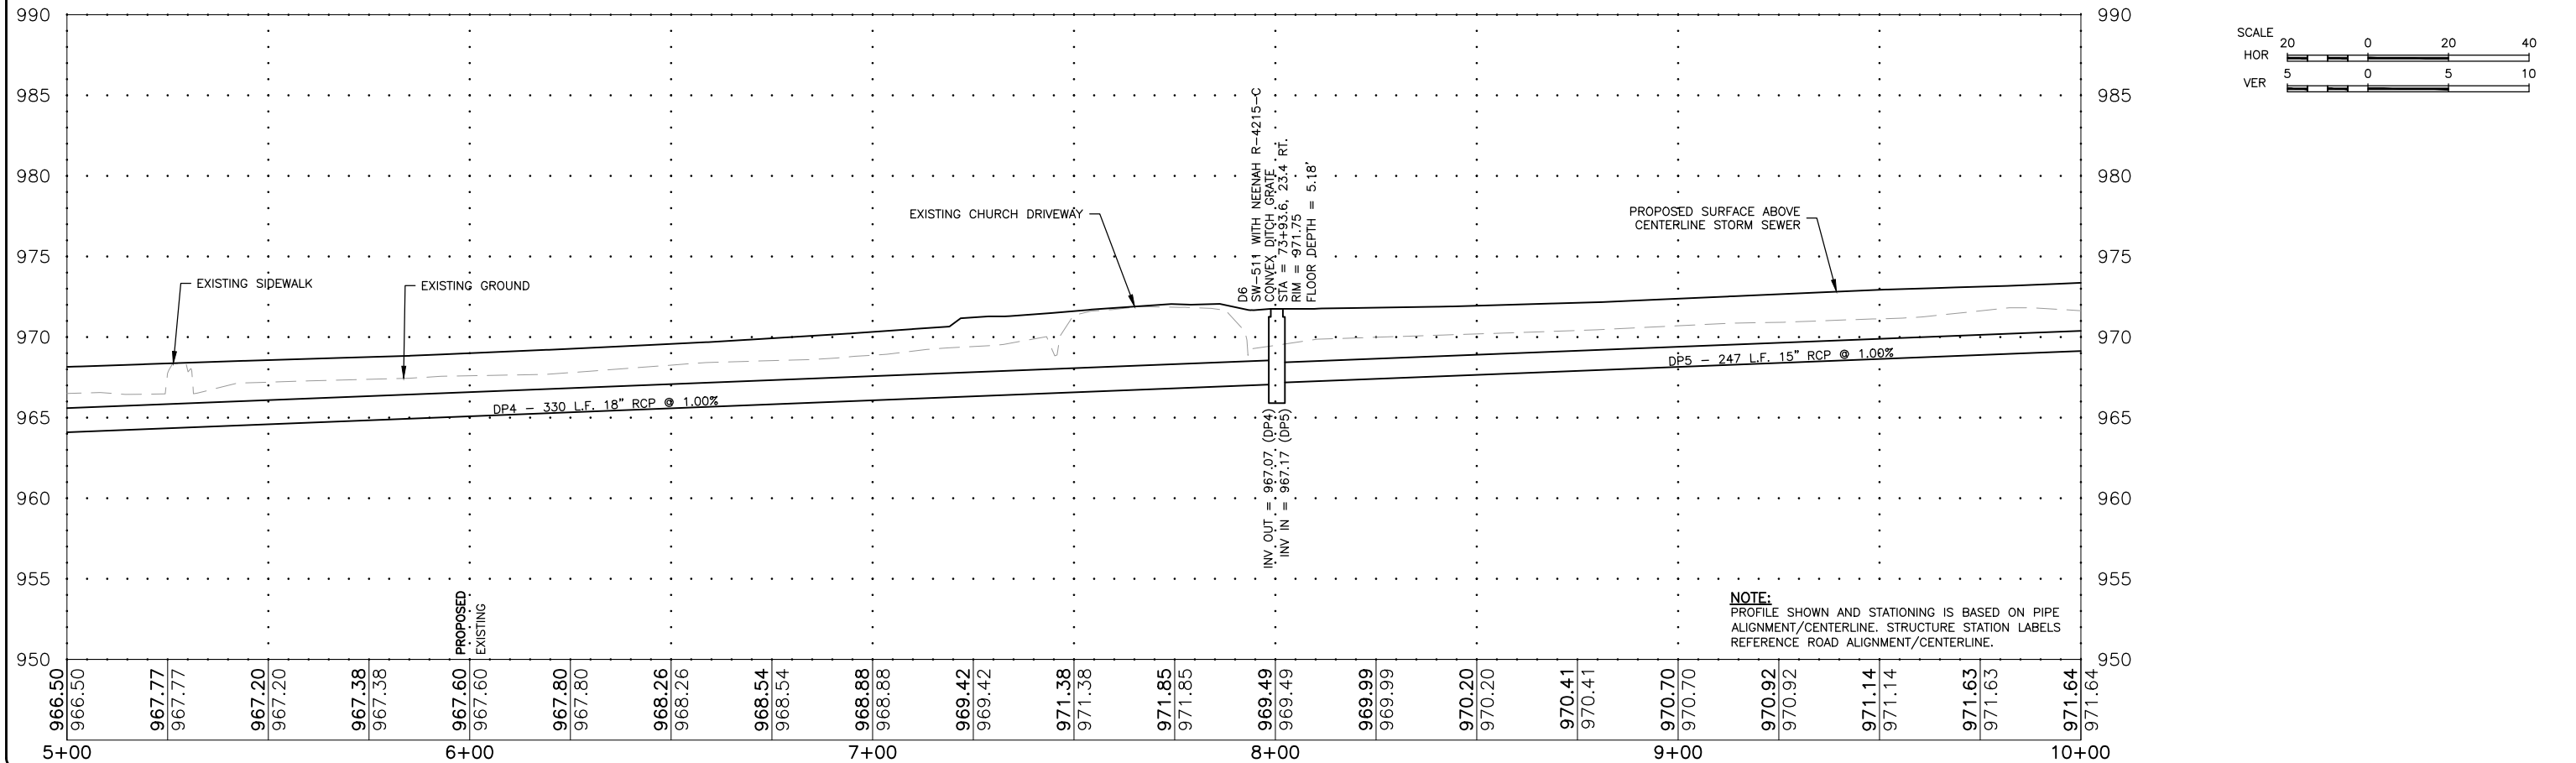 990
985
980
975
970
965
960
955
950
990
985
980
975
970
965
960
955
950
SCALE
HOR
20 0 20 40
VER
5 0 5 10
EXISTING SIDEWALK
EXISTING GROUND
EXISTING CHURCH DRIVEWAY
D6
SW-511 WITH NEENAH R-4215-C
CONVEX DITCH GRATE
STA = 73+93.6, 23.4 RT.
RIM = 971.75
FLOOR DEPTH = 5.18'
PROPOSED SURFACE ABOVE
CENTERLINE STORM SEWER
DP4 - 330 L.F. 18" RCP @ 1.00%
DP5 - 247 L.F. 15" RCP @ 1.00%
INV OUT = 967.07 (DP4)
INV IN = 967.17 (DP5)
PROPOSED
EXISTING
NOTE:
PROFILE SHOWN AND STATIONING IS BASED ON PIPE
ALIGNMENT/CENTERLINE. STRUCTURE STATION LABELS
REFERENCE ROAD ALIGNMENT/CENTERLINE.
966.50
966.50
967.77
967.77
967.20
967.20
967.38
967.38
967.60
967.60
967.80
967.80
968.26
968.26
968.54
968.54
968.88
968.88
969.42
969.42
971.38
971.38
971.85
971.85
969.49
969.49
969.99
969.99
970.20
970.20
970.41
970.41
970.70
970.70
970.92
970.92
971.14
971.14
971.63
971.63
971.64
971.64
5+00 6+00 7+00 8+00 9+00 10+00